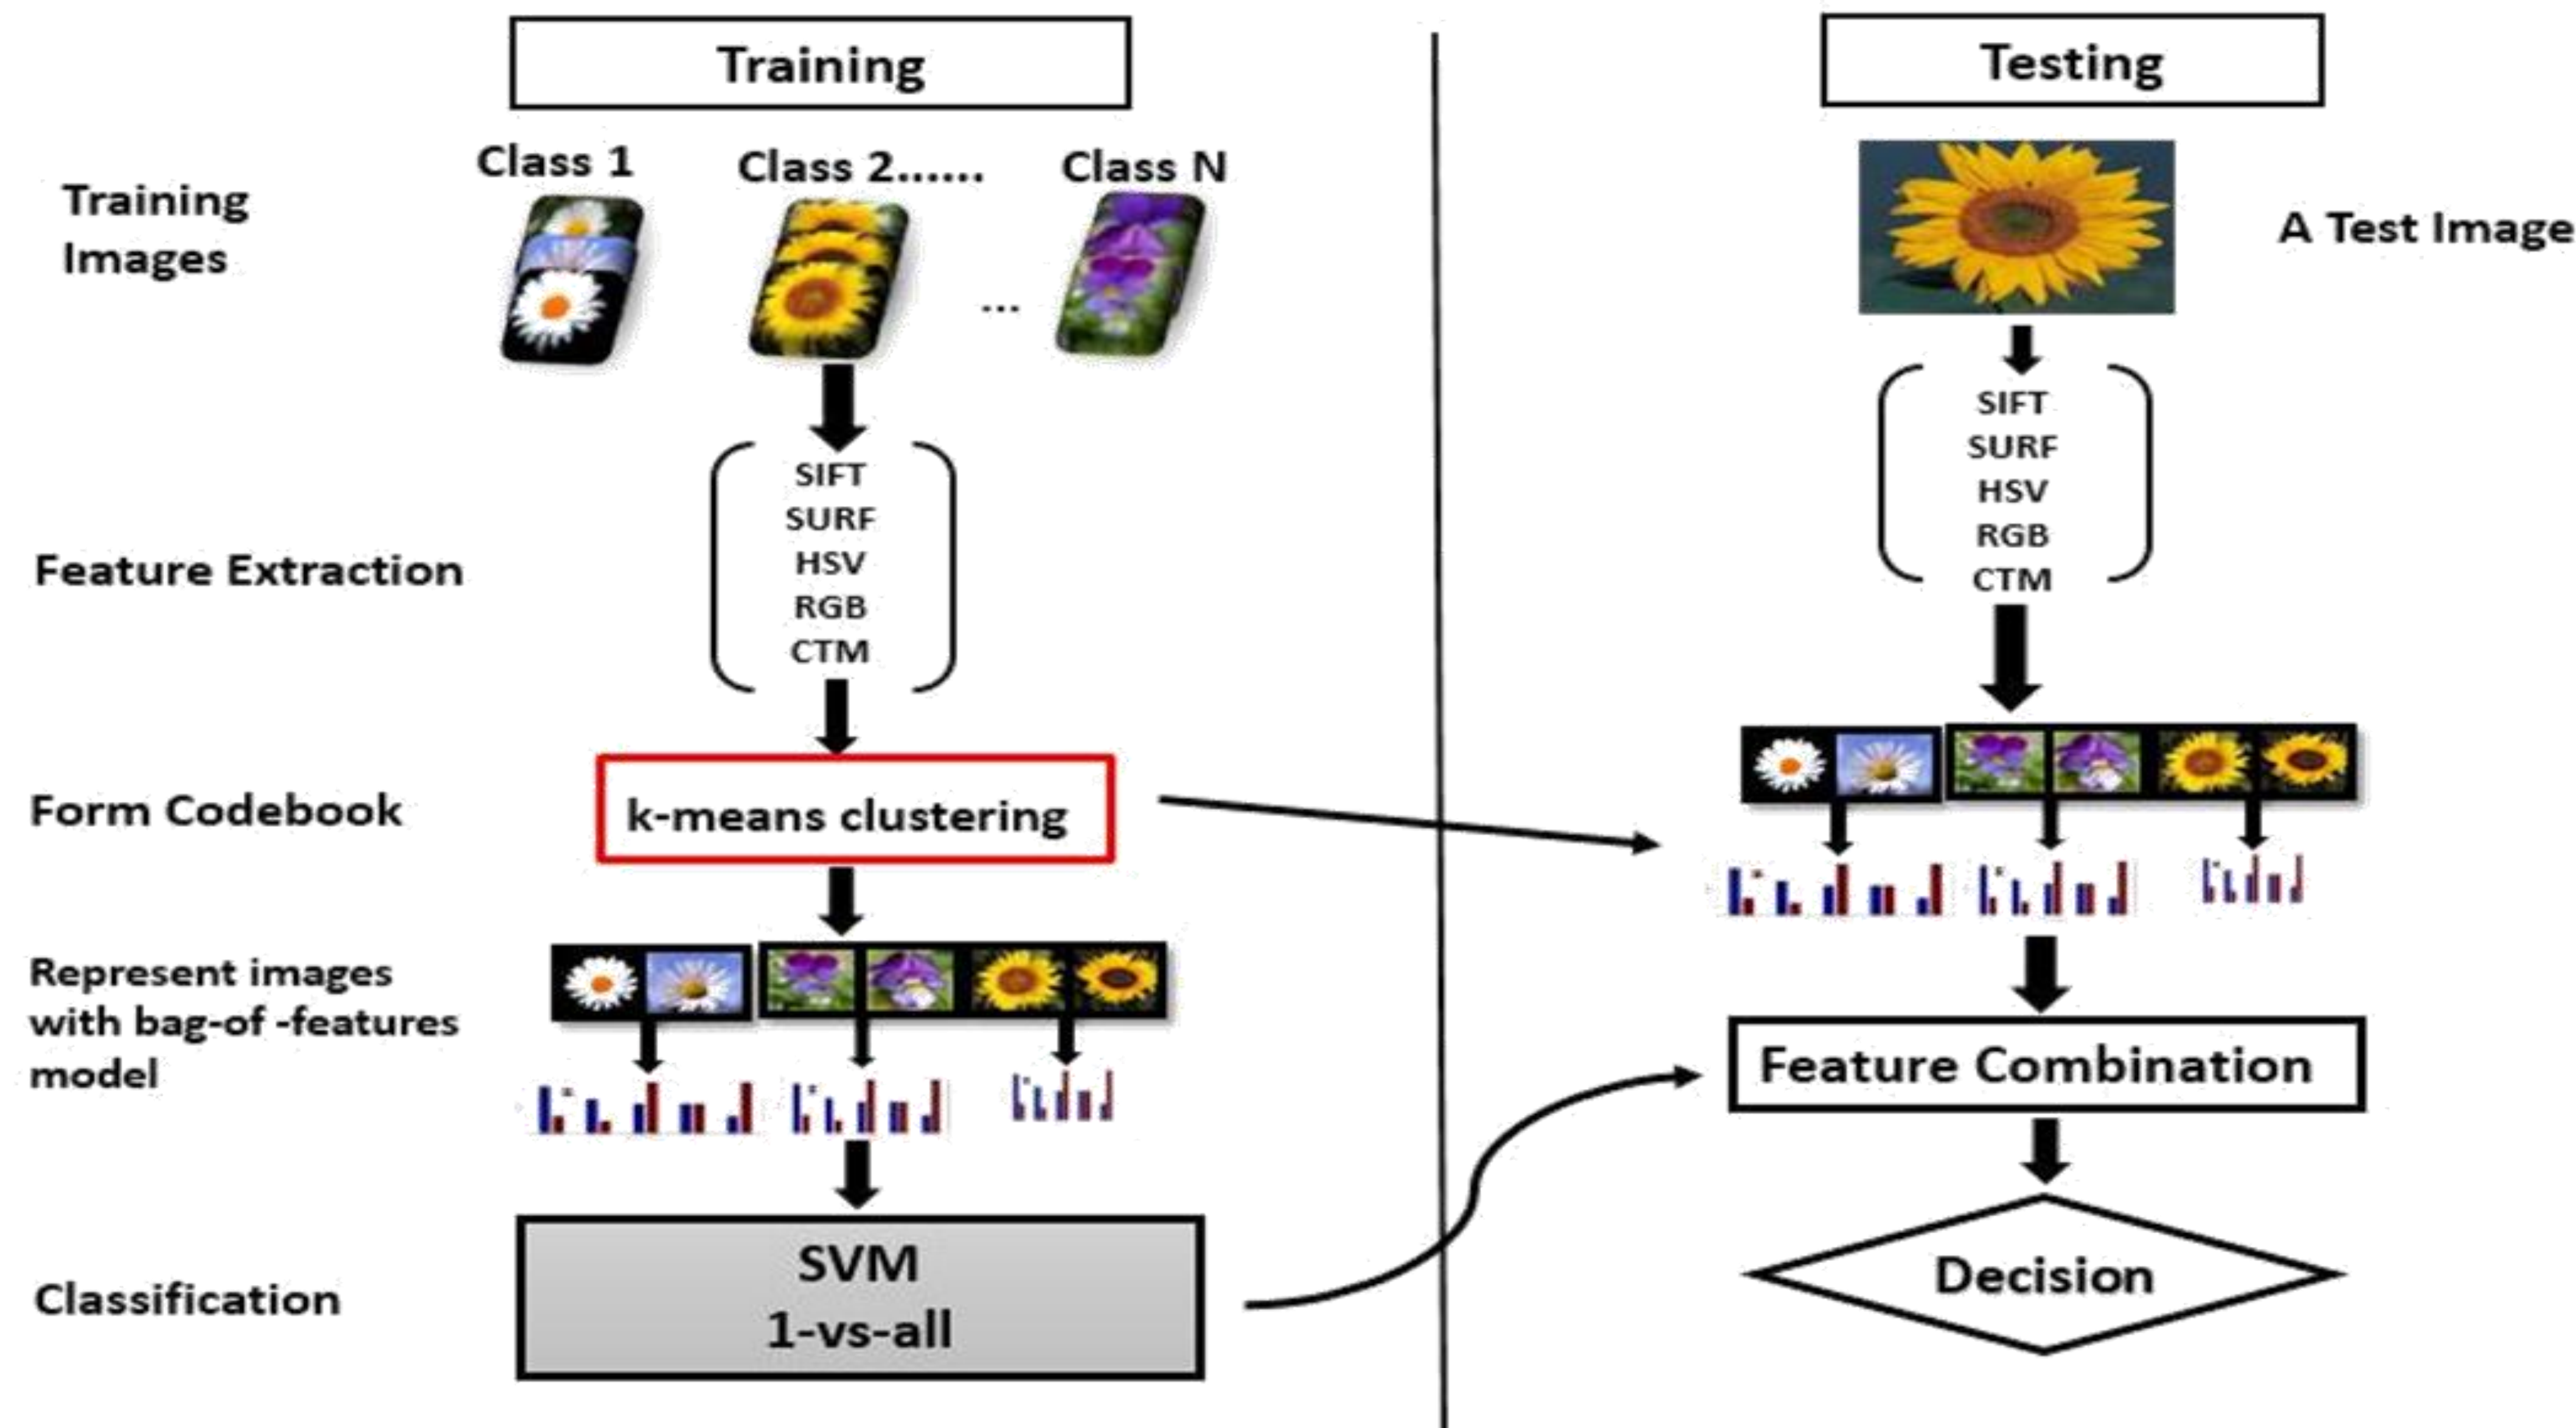 Training
Testing
Class 1
Class 2......
Class N
Training
Images
...
A Test Image
SIFT
SURF
HSV
RGB
CTM
Feature Extraction
SIFT
SURF
HSV
RGB
CTM
Form Codebook
k-means clustering
Represent images
with bag-of -features
model
Feature Combination
Classification
SVM
1-vs-all
Decision